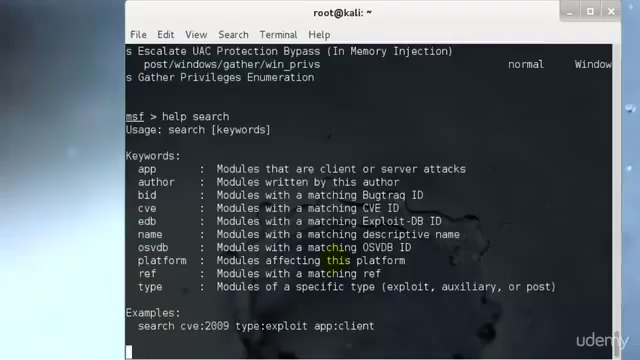 root@kali: ~
File Edit View Search Terminal Help
s Escalate UAC Protection Bypass (In Memory Injection)
post/windows/gather/win_privs normal Window
s Gather Privileges Enumeration
msf > help search
Usage: search [keywords]
Keywords:
app : Modules that are client or server attacks
author : Modules written by this author
bid : Modules with a matching Bugtraq ID
cve : Modules with a matching CVE ID
edb : Modules with a matching Exploit-DB ID
name : Modules with a matching descriptive name
osvdb : Modules with a matching OSVDB ID
platform : Modules affecting this platform
ref : Modules with a matching ref
type : Modules of a specific type (exploit, auxiliary, or post)
Examples:
search cve:2009 type:exploit app:client
udemy